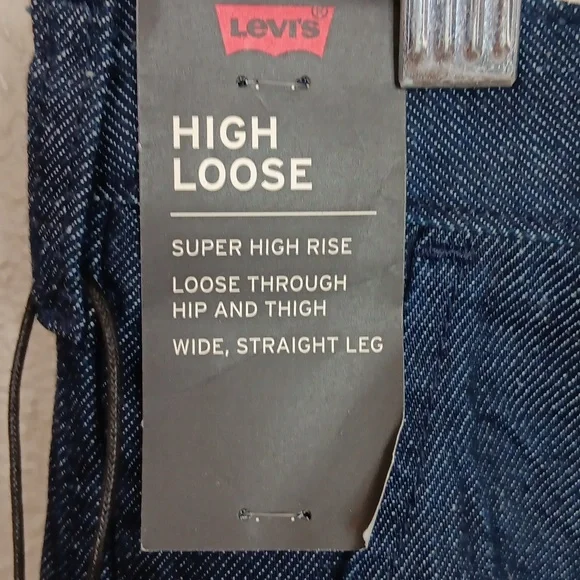 Levi's
HIGH
LOOSE
SUPER HIGH RISE
LOOSE THROUGH
HIP AND THIGH
WIDE, STRAIGHT LEG